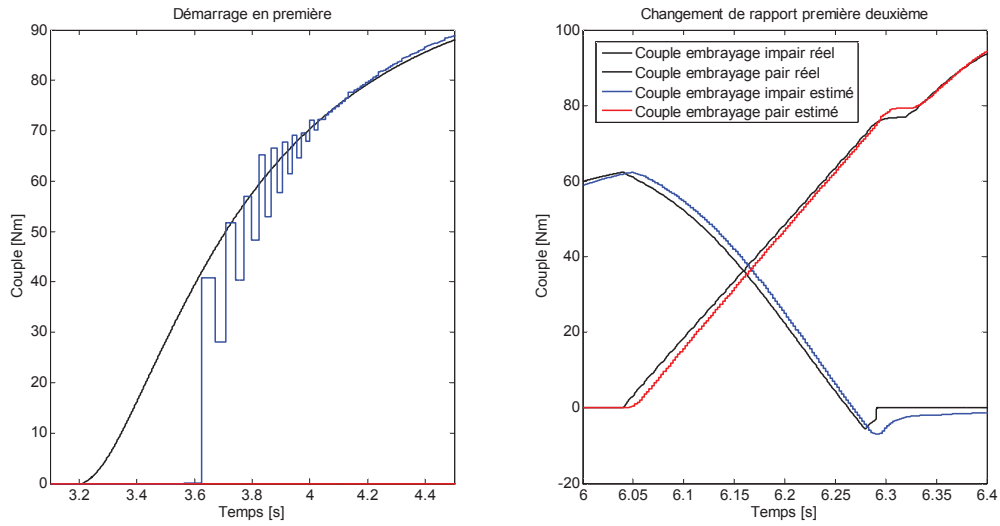 Démarrage en première
90
80
70
60
50
40
30
20
10
0
Couple [Nm]
3.2 3.4 3.6 3.8 4 4.2 4.4
Temps [s]
Changement de rapport première deuxième
Couple embrayage impair réel
Couple embrayage pair réel
Couple embrayage impair estimé
Couple embrayage pair estimé
100
80
60
40
20
0
-20
Couple [Nm]
6 6.05 6.1 6.15 6.2 6.25 6.3 6.35 6.4
Temps [s]